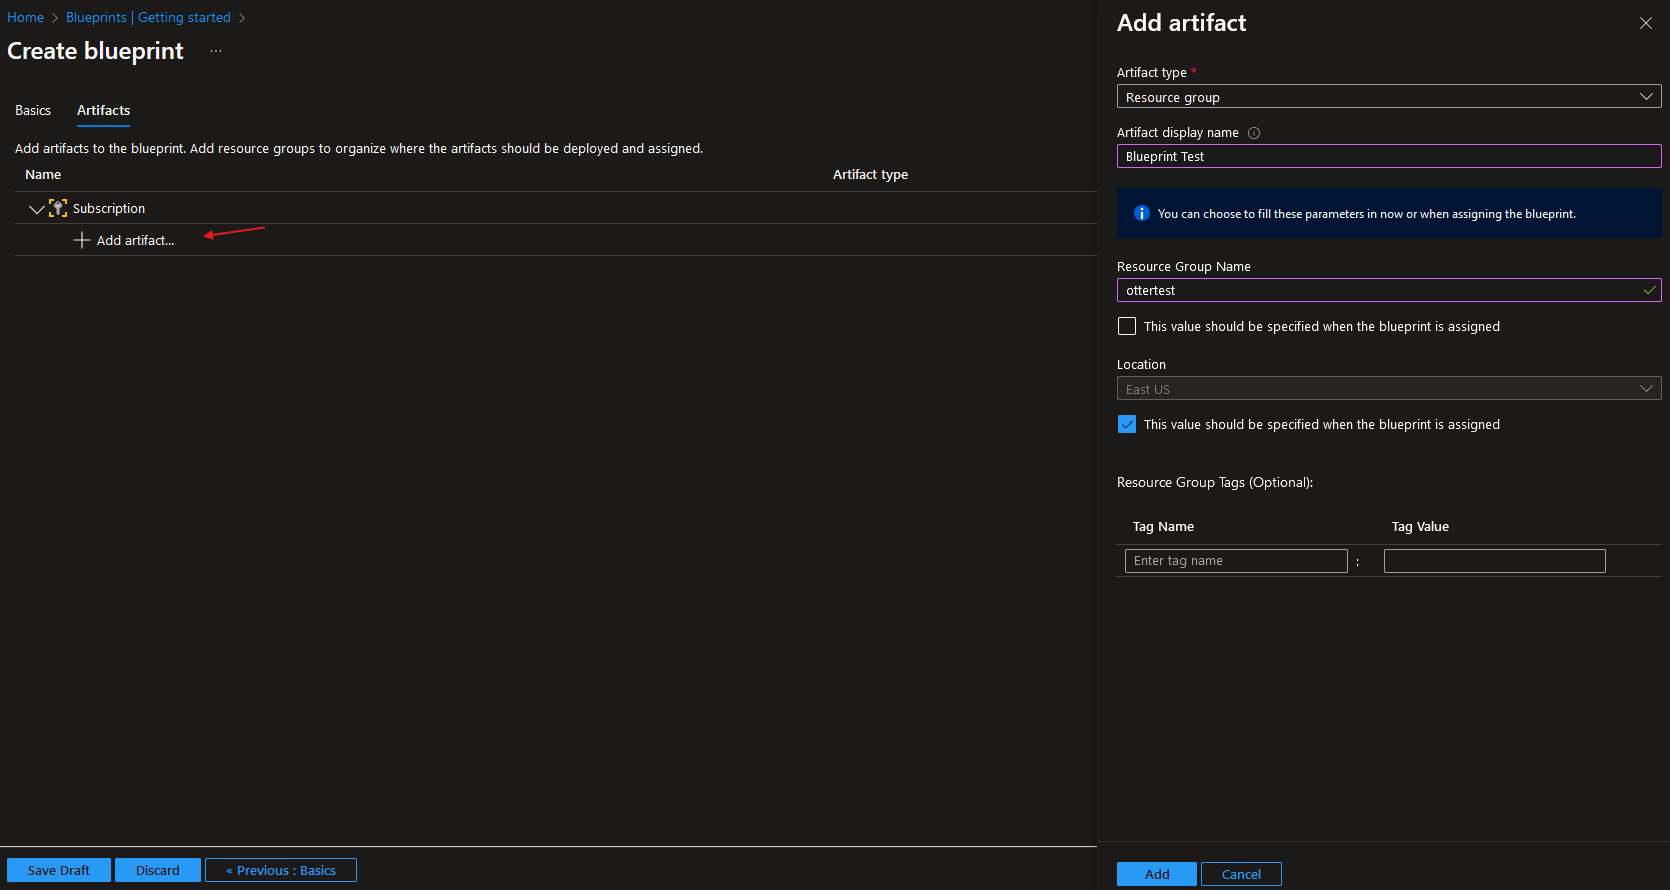 Home > Blueprints | Getting started >
Create blueprint ...
Basics Artifacts
Add artifacts to the blueprint. Add resource groups to organize where the artifacts should be deployed and assigned.
Name Artifact type
Subscription
Add artifact...
Save Draft Discard « Previous : Basics
Add artifact
Artifact type *
Resource group
Artifact display name
Blueprint Test
You can choose to fill these parameters in now or when assigning the blueprint.
Resource Group Name
ottertest
This value should be specified when the blueprint is assigned
Location
East US
This value should be specified when the blueprint is assigned
Resource Group Tags (Optional):
Tag Name Tag Value
Enter tag name :
Add Cancel